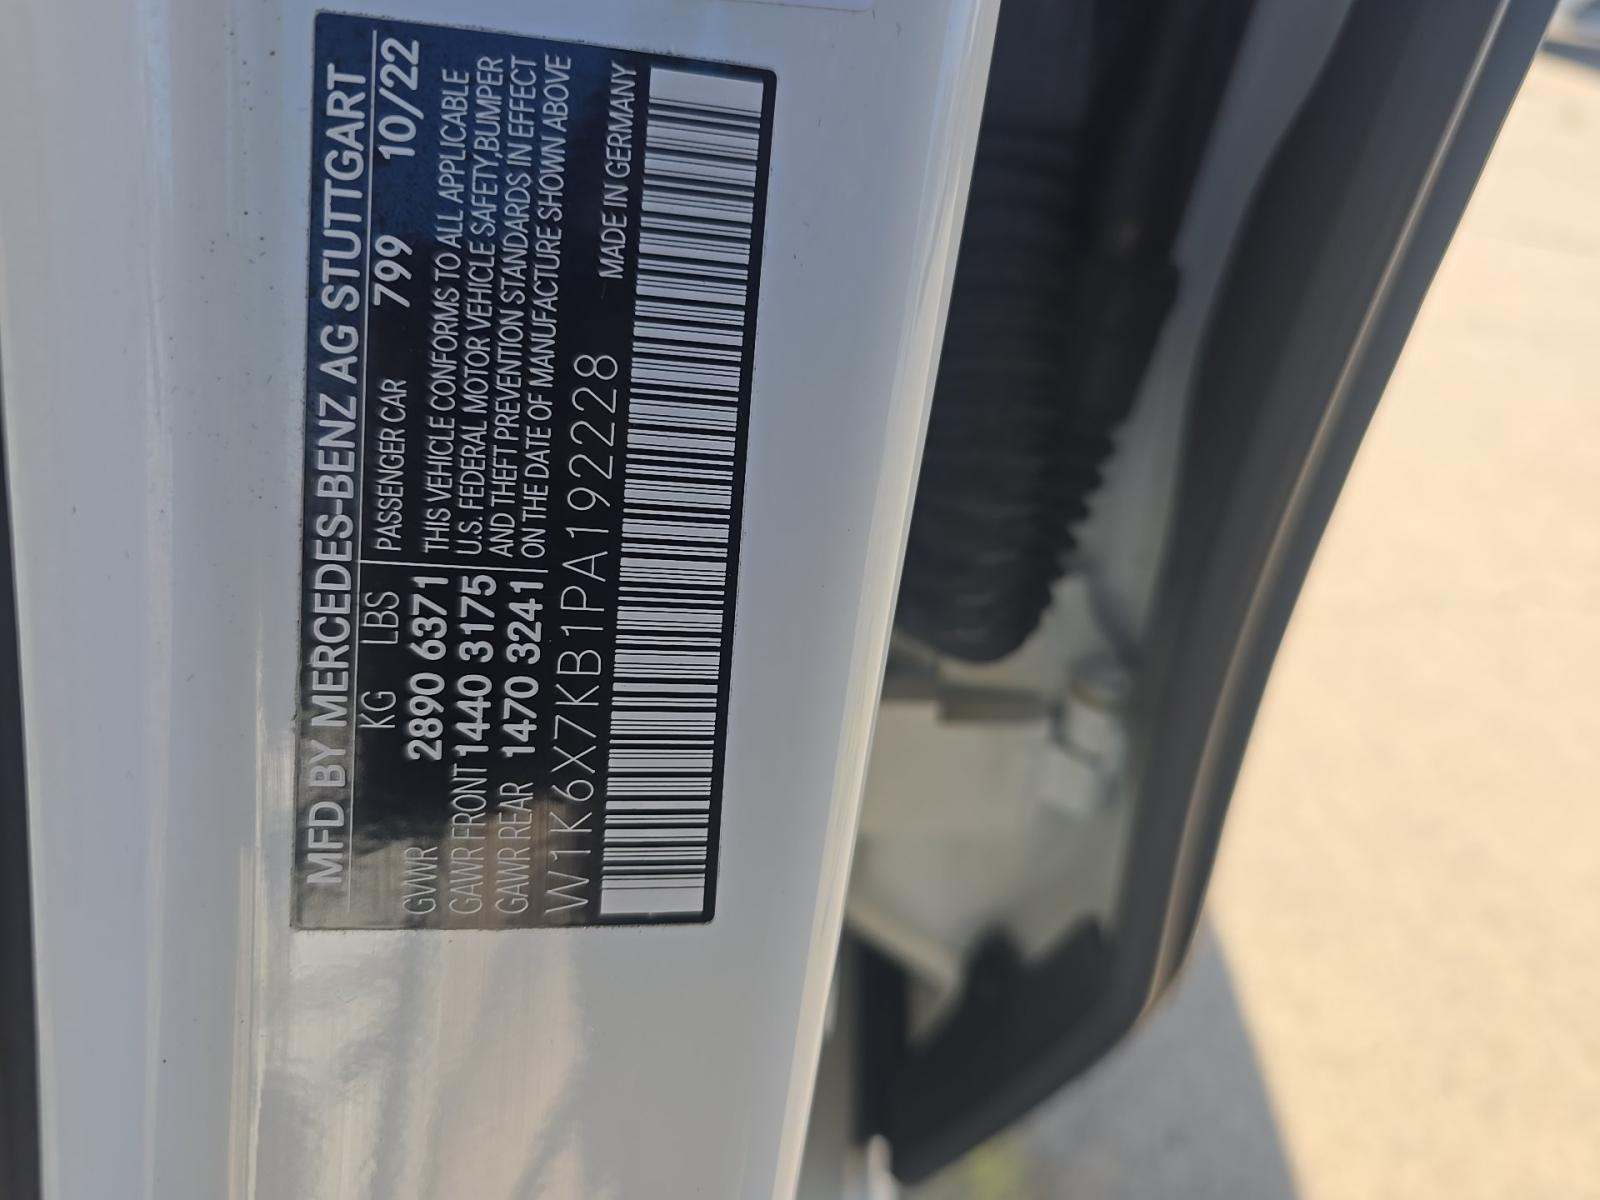 MFD BY MERCEDES-BENZ AG STUTTGART
KG LBS PASSENGER CAR 799 10/22
GVWR 2890 6371 THIS VEHICLE CONFORMS TO ALL APPLICABLE
GAWR FRONT 1440 3175 U.S. FEDERAL MOTOR VEHICLE SAFETY,BUMPER
AND THEFT PREVENTION STANDARDS IN EFFECT
GAWR REAR 1470 3241 ON THE DATE OF MANUFACTURE SHOWN ABOVE
W1K6X7KB1PA192228 MADE IN GERMANY